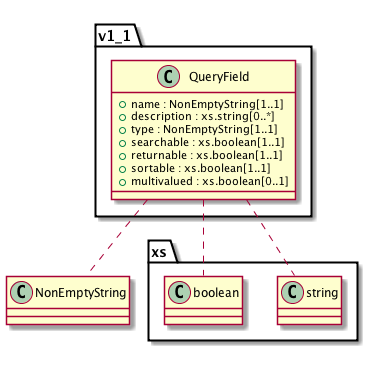 v1_1
C QueryField
name : NonEmptyString[1..1]
description : xs.string[0..*]
type : NonEmptyString[1..1]
searchable : xs.boolean[1..1]
returnable : xs.boolean[1..1]
sortable : xs.boolean[1..1]
multivalued : xs.boolean[0..1]
xs
C NonEmptyString
C boolean
C string